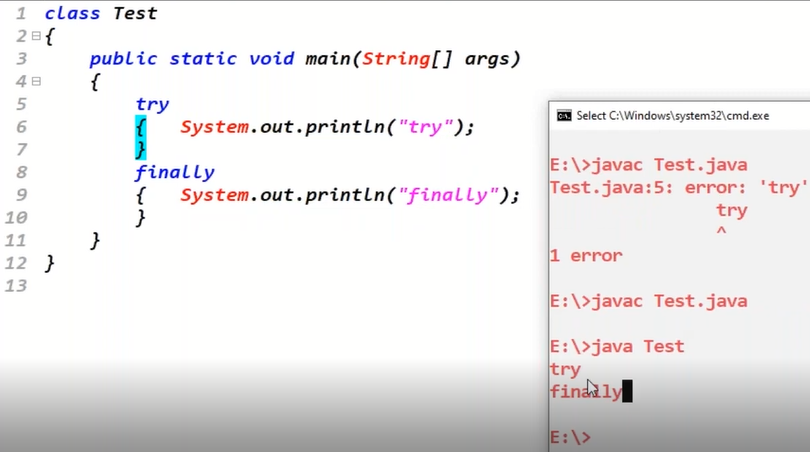 1 class Test
2 {
3 public static void main(String[] args)
4 {
5 try
6 { System.out.println("try");
7 }
8 finally
9 { System.out.println("finally");
10 }
11 }
12 }
13
Select C:\Windows\system32\cmd.exe
E:\>javac Test.java
Test.java:5: error: 'try'
try
^
1 error
E:\>javac Test.java
E:\>java Test
try
finally
E:\>